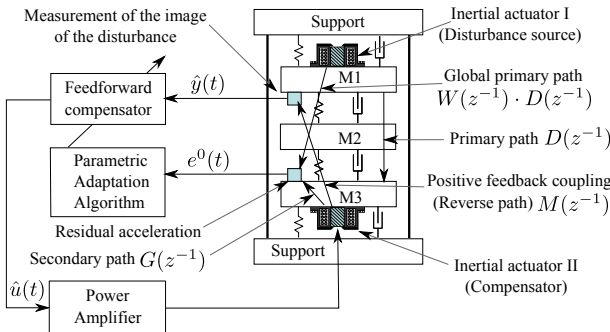 Measurement of the image
of the disturbance
Support
Inertial actuator I
(Disturbance source)
Feedforward
compensator
ŷ(t)
M1
Global primary path
W(z⁻¹) · D(z⁻¹)
M2
Primary path D(z⁻¹)
Parametric
Adaptation
Algorithm
e⁰(t)
M3
Positive feedback coupling
(Reverse path) M(z⁻¹)
Residual acceleration
Secondary path G(z⁻¹)
Support
Inertial actuator II
(Compensator)
û(t)
Power
Amplifier